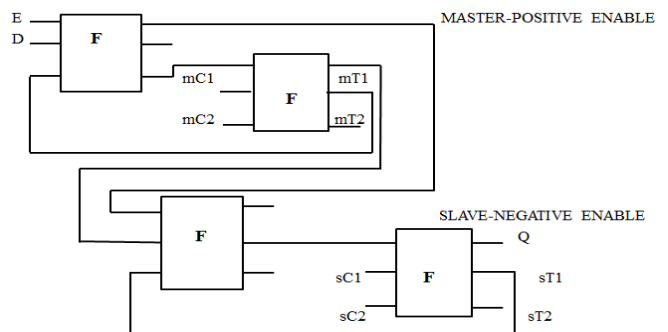 E
MASTER-POSITIVE ENABLE
D
F
mC1
mT1
F
mC2
mT2
SLAVE-NEGATIVE ENABLE
F
Q
sC1
F
sT1
sC2
sT2